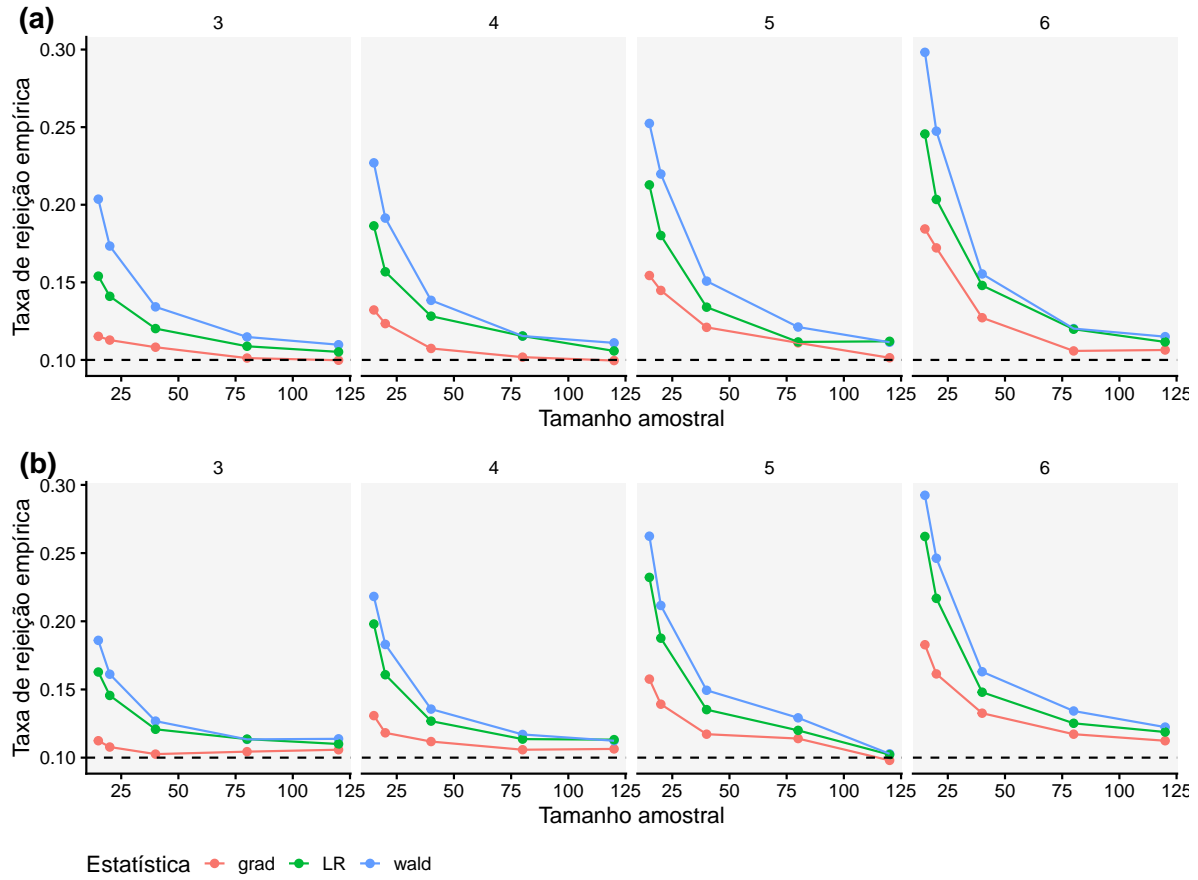 (a)
3 4 5 6
Taxa de rejeição empírica
0.30
0.25
0.20
0.15
0.10
25 50 75 100 125 25 50 75 100 125 25 50 75 100 125 25 50 75 100 125
Tamanho amostral
(b)
3 4 5 6
Taxa de rejeição empírica
0.30
0.25
0.20
0.15
0.10
25 50 75 100 125 25 50 75 100 125 25 50 75 100 125 25 50 75 100 125
Tamanho amostral
Estatística grad LR wald